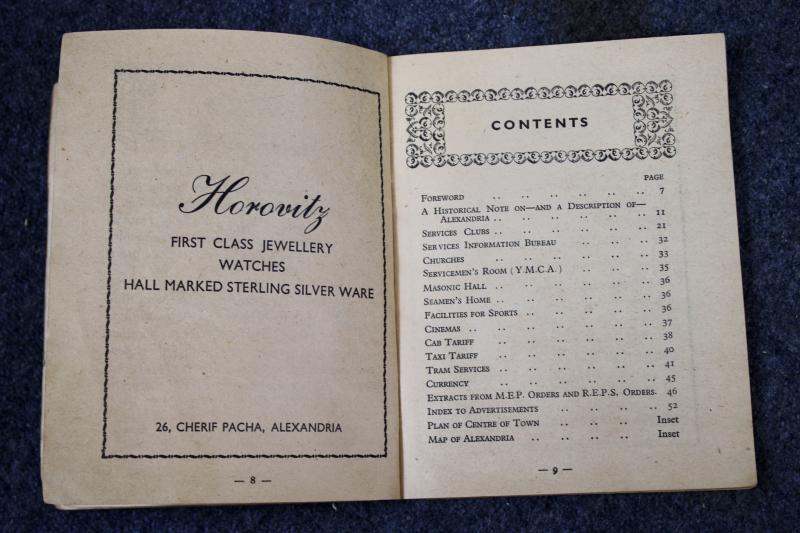 Horovitz
FIRST CLASS JEWELLERY
WATCHES
HALL MARKED STERLING SILVER WARE
26, CHERIF PACHA, ALEXANDRIA
— 8 —
CONTENTS
PAGE
FOREWORD .. .. .. .. .. .. 7
A HISTORICAL NOTE ON—AND A DESCRIPTION OF—
ALEXANDRIA .. .. .. .. .. .. 11
SERVICES CLUBS .. .. .. .. .. .. 21
SERVICES INFORMATION BUREAU .. .. .. .. 32
CHURCHES .. .. .. .. .. .. 33
SERVICEMEN'S ROOM (Y.M.C.A.) .. .. .. .. 35
MASONIC HALL .. .. .. .. .. .. 36
SEAMEN'S HOME .. .. .. .. .. .. 36
FACILITIES FOR SPORTS .. .. .. .. .. 36
CINEMAS .. .. .. .. .. .. .. 37
CAB TARIFF .. .. .. .. .. .. 38
TAXI TARIFF .. .. .. .. .. .. 40
TRAM SERVICES .. .. .. .. .. .. 41
CURRENCY .. .. .. .. .. .. 45
EXTRACTS FROM M.E.P. ORDERS AND R.E.P.S. ORDERS. 46
INDEX TO ADVERTISEMENTS .. .. .. .. 52
PLAN OF CENTRE OF TOWN .. .. .. Inset
MAP OF ALEXANDRIA .. .. .. .. Inset
— 9 —